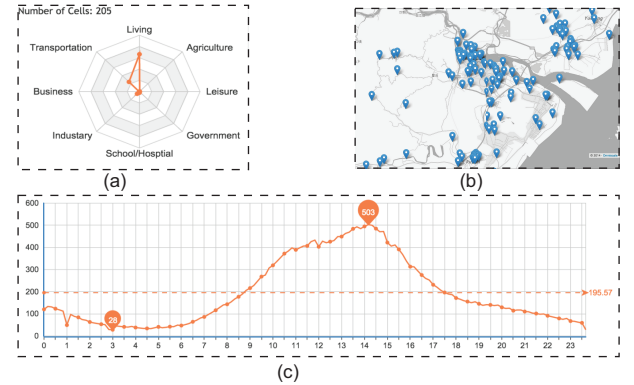 Number of Cells: 205
Living
Transportation
Agriculture
Business
Leisure
Industary
Government
School/Hosptial
(a)
(b)
600
500
400
300
200
100
0
503
28
195.57
0 1 2 3 4 5 6 7 8 9 10 11 12 13 14 15 16 17 18 19 20 21 22 23
(c)